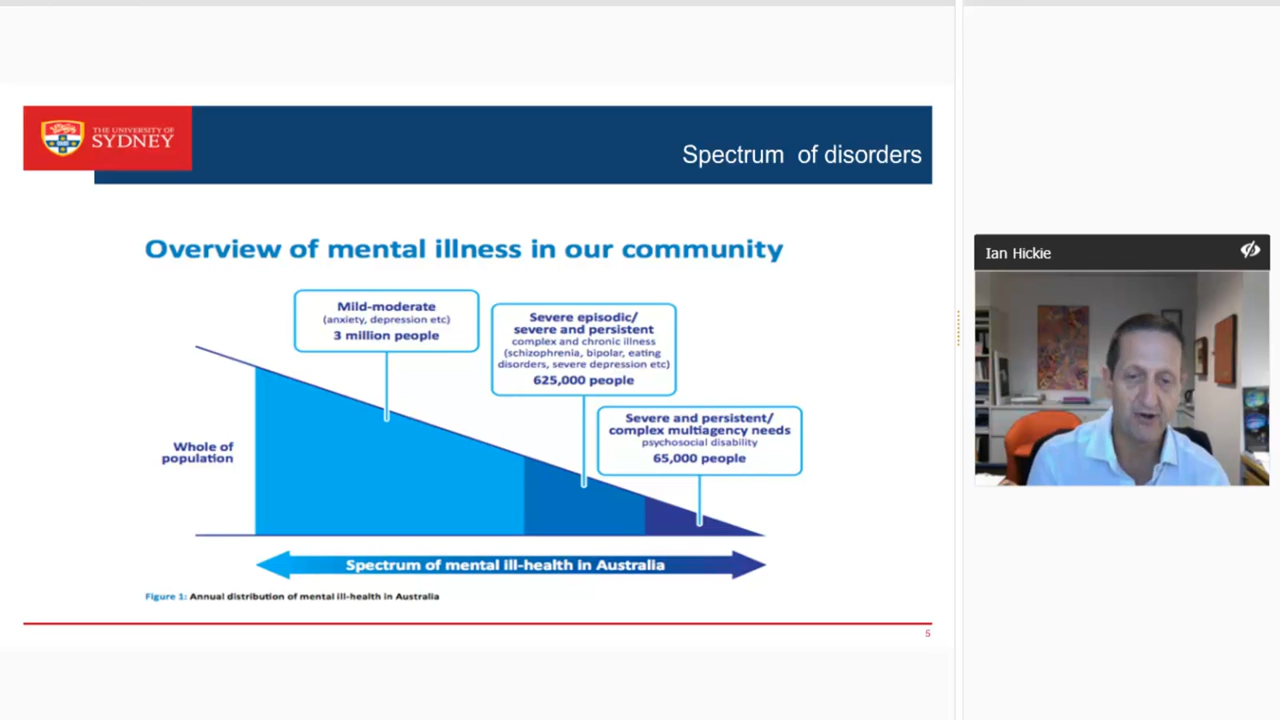 THE UNIVERSITY OF
SYDNEY
Spectrum of disorders
Overview of mental illness in our community
Mild-moderate
(anxiety, depression etc)
3 million people
Severe episodic/
severe and persistent
complex and chronic illness
(schizophrenia, bipolar, eating
disorders, severe depression etc)
625,000 people
Severe and persistent/
complex multiagency needs
psychosocial disability
65,000 people
Whole of
population
Spectrum of mental ill-health in Australia
Figure 1: Annual distribution of mental ill-health in Australia
5
Ian Hickie